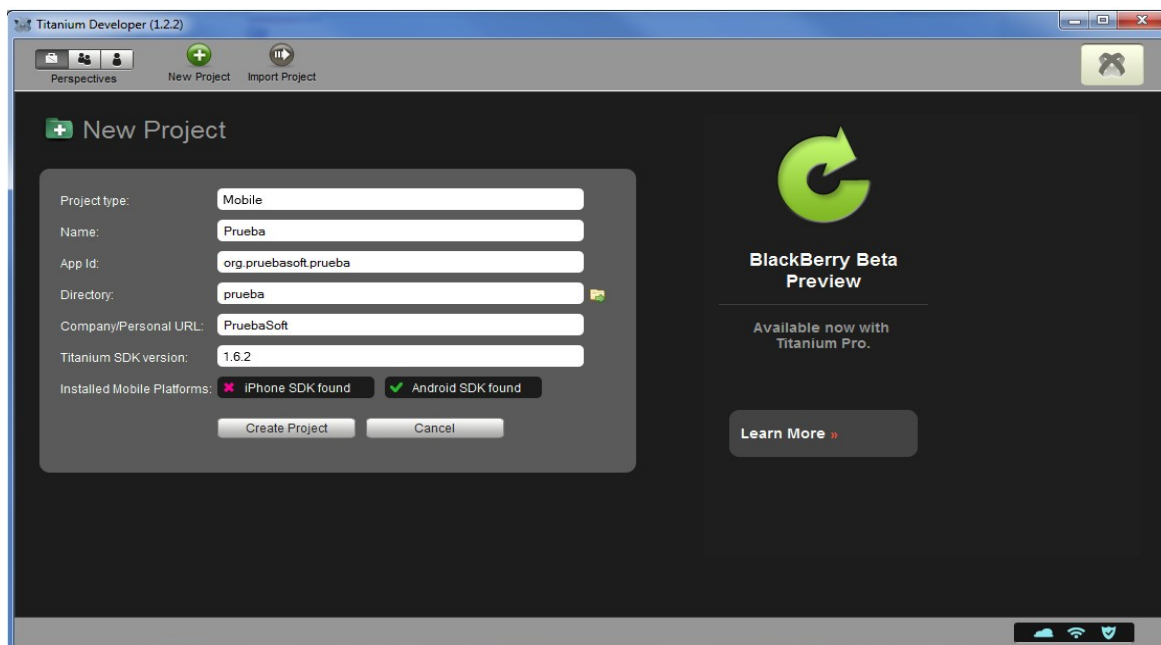 Titanium Developer (1.2.2)
Perspectives
New Project
Import Project
New Project
Project type:
Mobile
Name:
Prueba
App Id:
org.pruebasoft.prueba
Directory:
prueba
Company/Personal URL:
PruebaSoft
Titanium SDK version:
1.6.2
Installed Mobile Platforms:
iPhone SDK found
Android SDK found
Create Project
Cancel
BlackBerry Beta
Preview
Available now with
Titanium Pro.
Learn More »